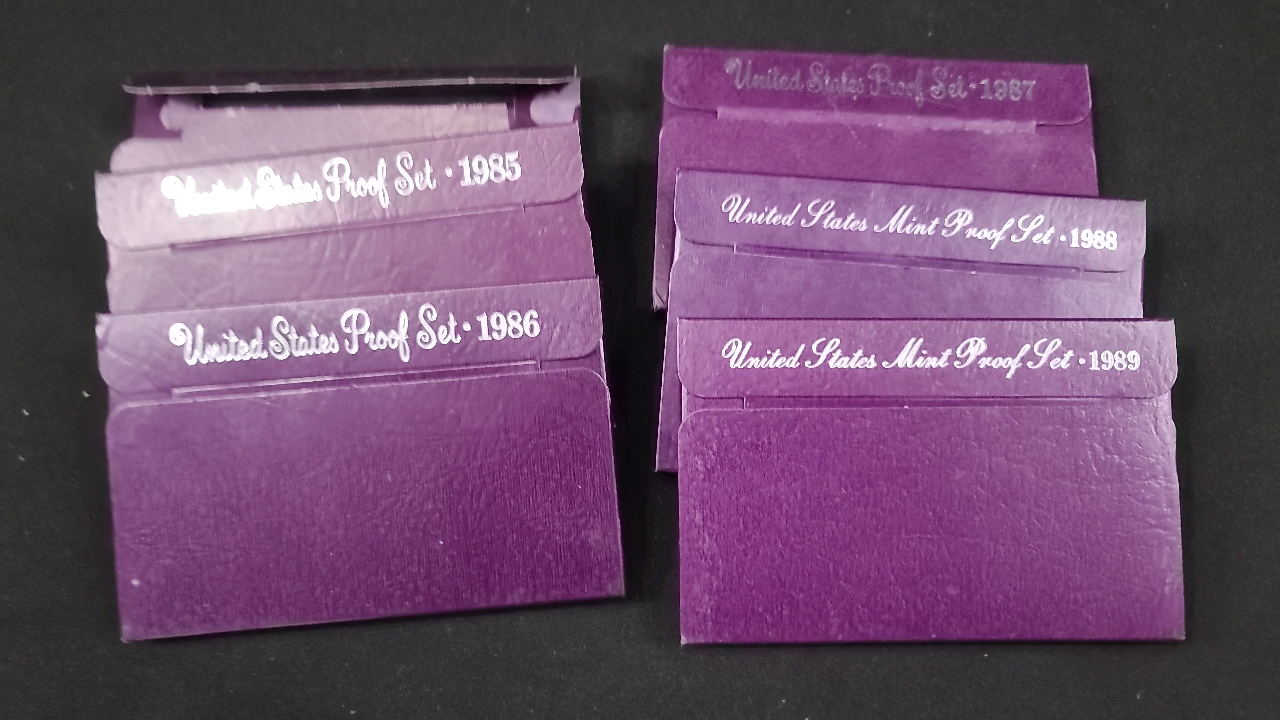 United States Proof Set · 1985
United States Proof Set · 1986
United States Proof Set · 1987
United States Mint Proof Set · 1988
United States Mint Proof Set · 1989